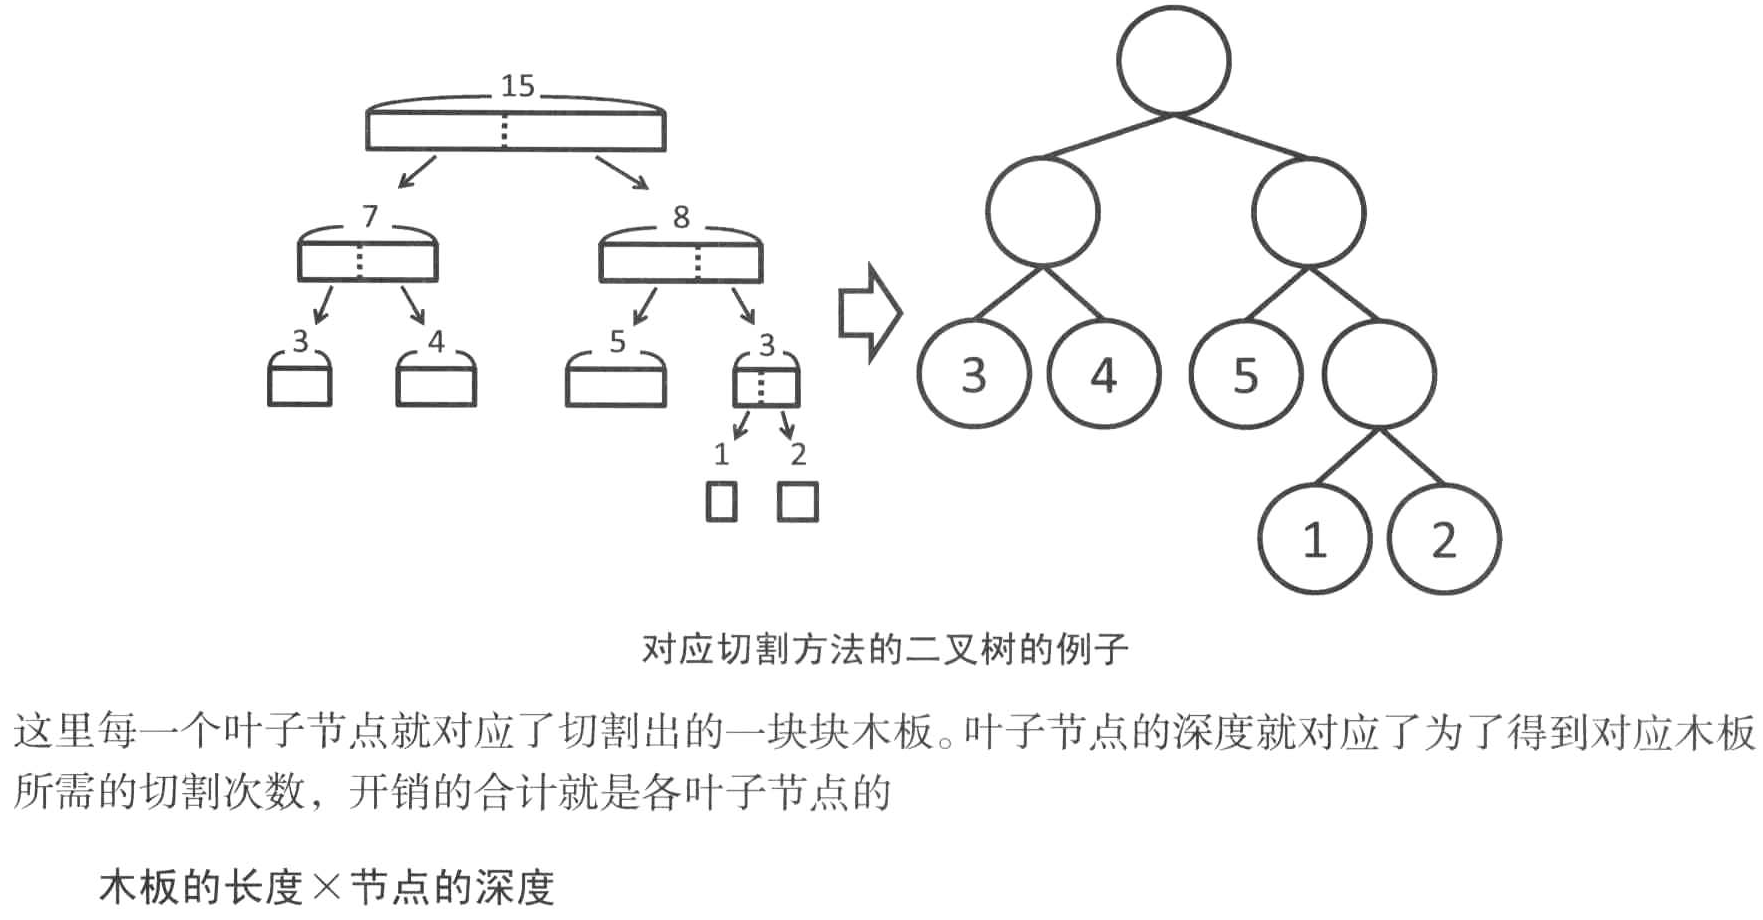 15
7 8
3 4 5 3
1 2
3 4 5
1 2
对应切割方法的二叉树的例子
这里每一个叶子节点就对应了切割出的一块块木板。叶子节点的深度就对应了为了得到对应木板
所需的切割次数，开销的合计就是各叶子节点的
木板的长度×节点的深度